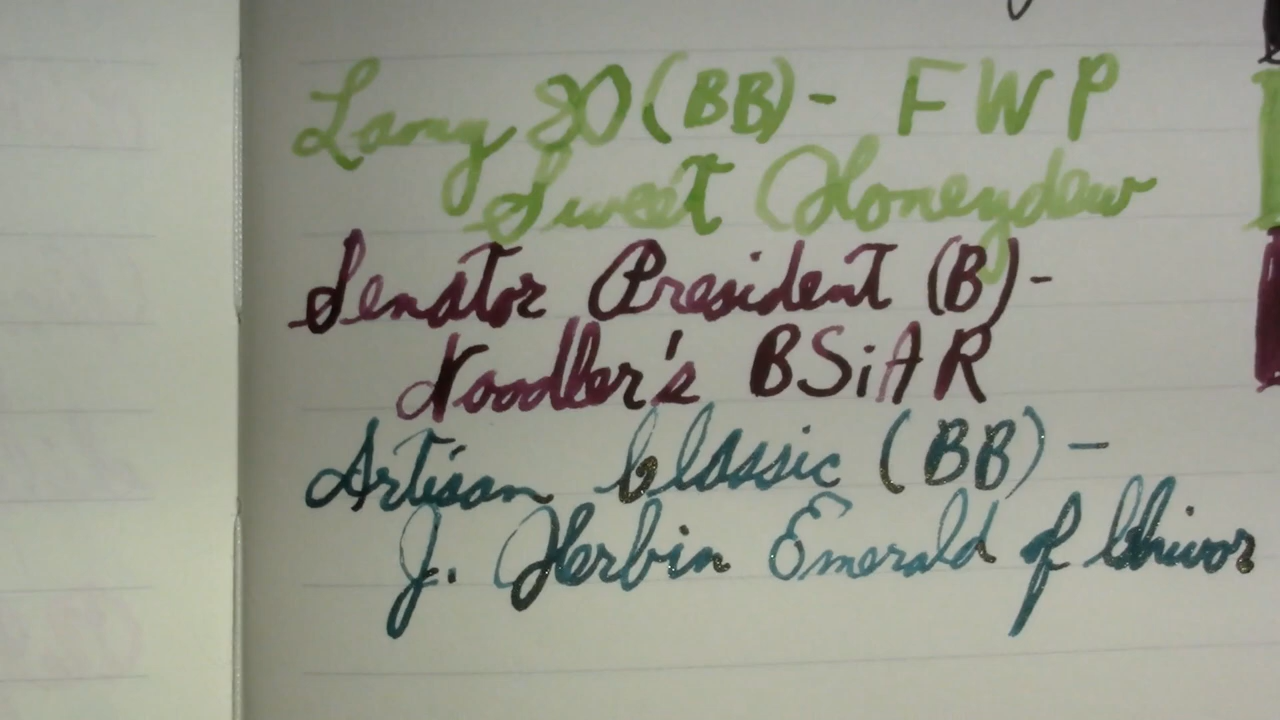 Lamy 80 (BB) - FWP
Sweet Honeydew
Senator President (B) -
Noodler's BSiAR
Artisan Classic (BB) -
J. Herbin Emerald of Chivor